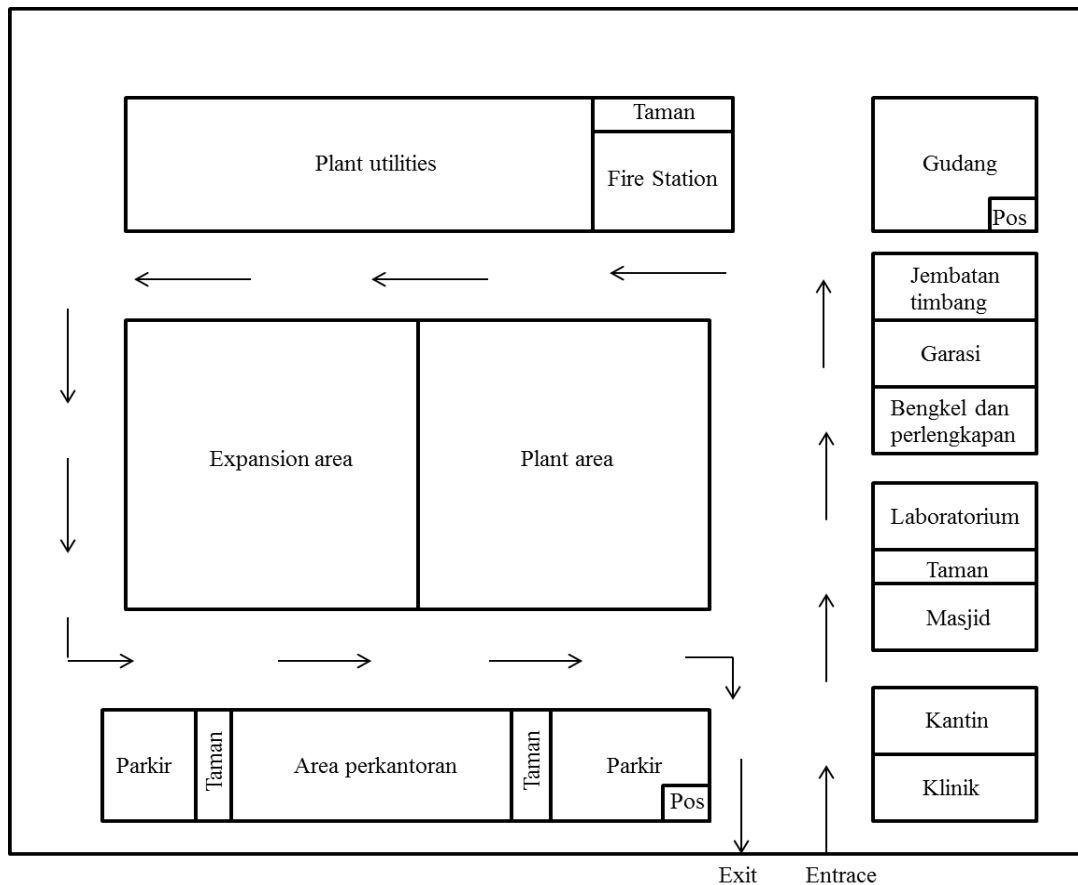 Taman
Plant utilities
Fire Station
Gudang
Pos
Jembatan
timbang
Garasi
Bengkel dan
perlengkapan
Expansion area
Plant area
Laboratorium
Taman
Masjid
Kantin
Klinik
Parkir
Taman
Area perkantoran
Taman
Parkir
Pos
Exit
Entrace